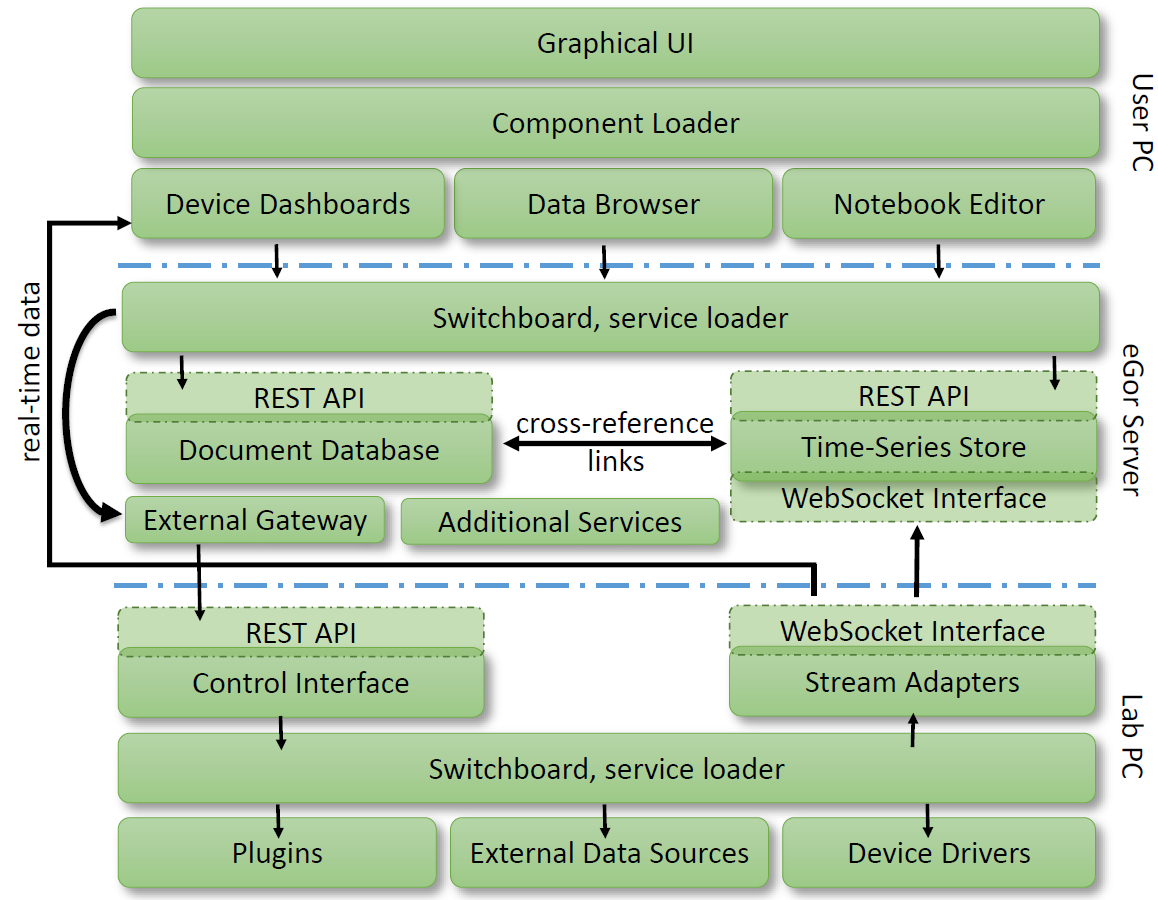 Graphical UI
Component Loader
User PC
Device Dashboards
Data Browser
Notebook Editor
real-time data
Switchboard, service loader
eGor Server
REST API
Document Database
cross-reference
links
REST API
Time-Series Store
WebSocket Interface
External Gateway
Additional Services
REST API
Control Interface
WebSocket Interface
Stream Adapters
Lab PC
Switchboard, service loader
Plugins
External Data Sources
Device Drivers